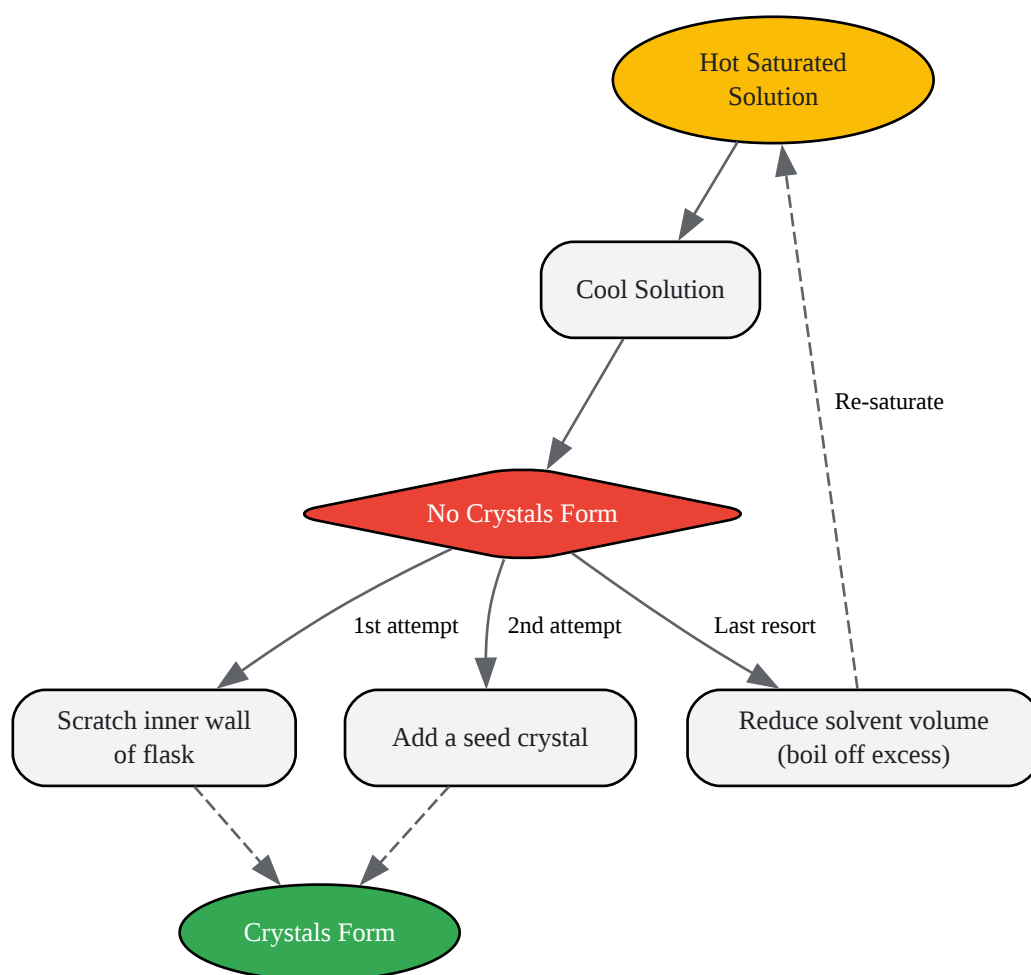 Hot Saturated
Solution
Cool Solution
Re-saturate
No Crystals Form
1st attempt
2nd attempt
Last resort
Scratch inner wall
of flask
Add a seed crystal
Reduce solvent volume
(boil off excess)
Crystals Form